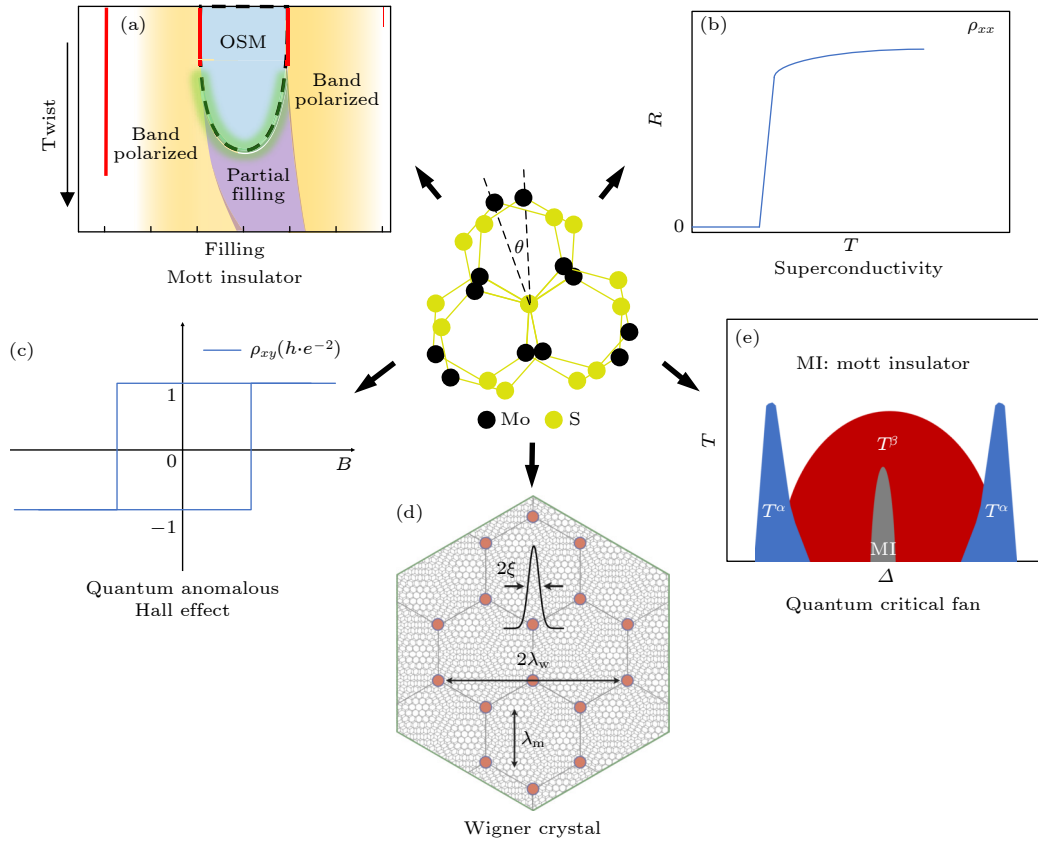 (a)
OSM
Band
polarized
Band
polarized
Partial
filling
Twist
Filling
Mott insulator
(b)
ρxx
R
0
T
Superconductivity
θ
Mo
S
(c)
ρxy(h·e−2)
1
0
B
−1
Quantum anomalous
Hall effect
(d)
2ξ
2λw
λm
Wigner crystal
(e)
MI: mott insulator
T
Tβ
Tα
Tα
MI
Δ
Quantum critical fan